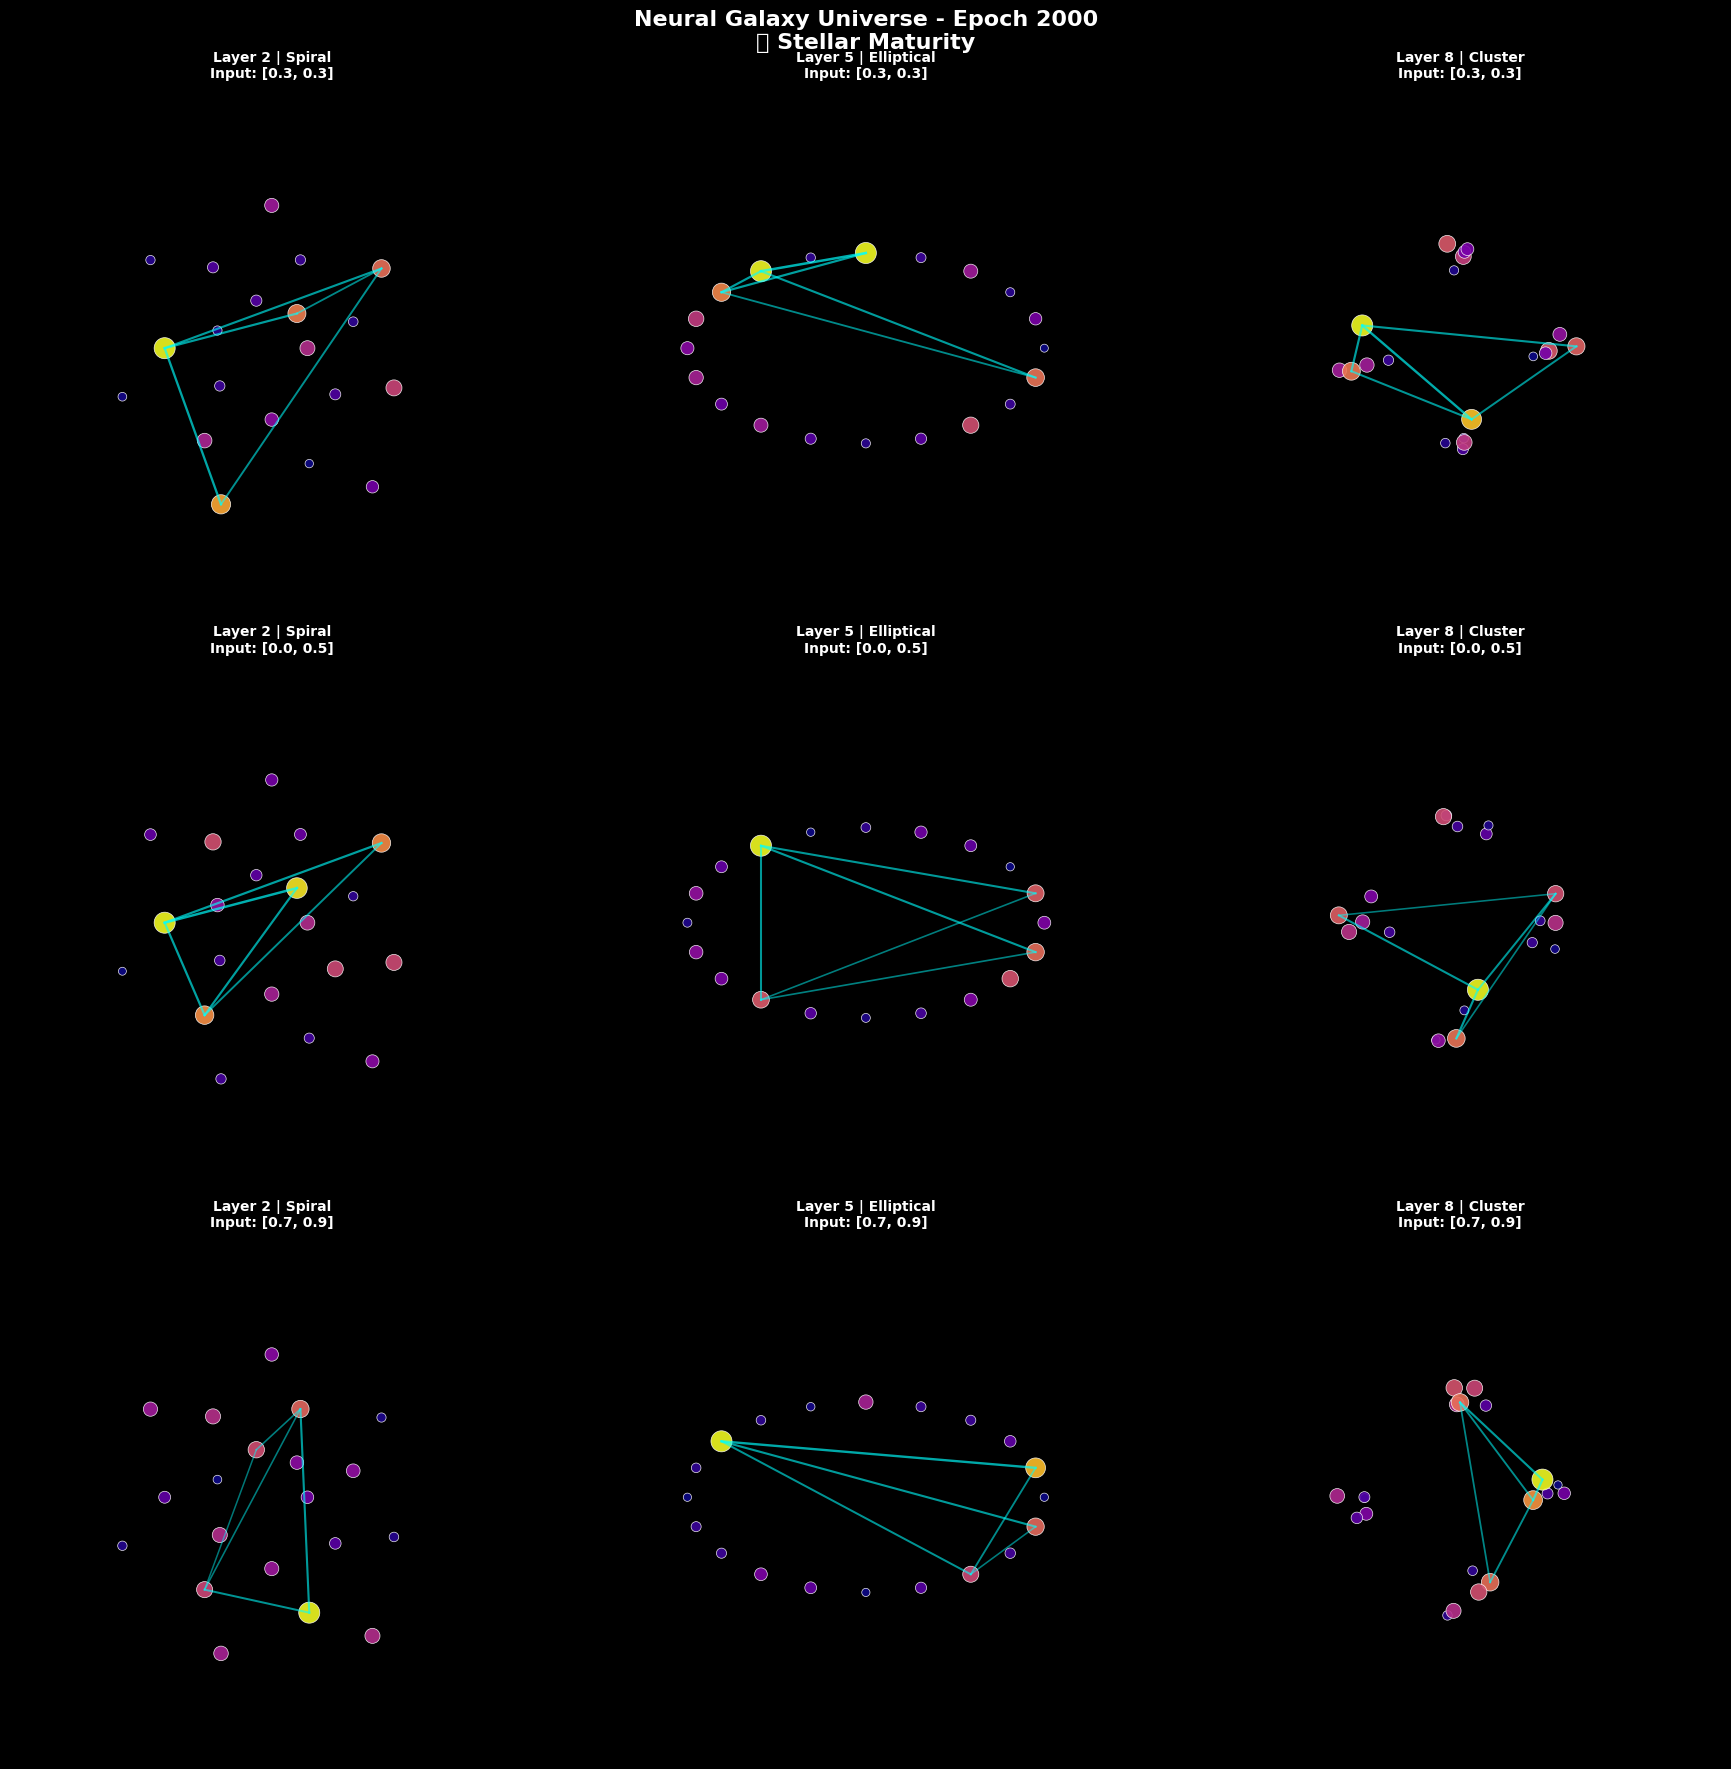 Neural Galaxy Universe - Epoch 2000
Stellar Maturity
Layer 2 | Spiral
Input: [0.3, 0.3]
Layer 5 | Elliptical
Input: [0.3, 0.3]
Layer 8 | Cluster
Input: [0.3, 0.3]
Layer 2 | Spiral
Input: [0.0, 0.5]
Layer 5 | Elliptical
Input: [0.0, 0.5]
Layer 8 | Cluster
Input: [0.0, 0.5]
Layer 2 | Spiral
Input: [0.7, 0.9]
Layer 5 | Elliptical
Input: [0.7, 0.9]
Layer 8 | Cluster
Input: [0.7, 0.9]